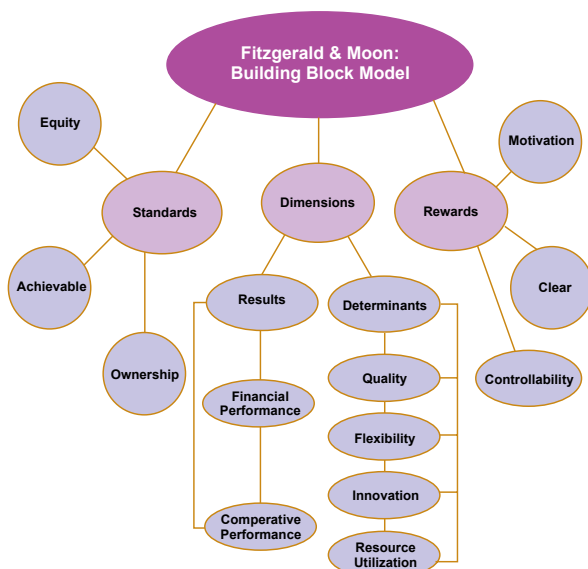 Fitzgerald & Moon:
Building Block Model
Equity
Motivation
Standards
Dimensions
Rewards
Achievable
Clear
Results
Determinants
Ownership
Controllability
Quality
Financial
Performance
Flexibility
Innovation
Comperative
Performance
Resource
Utilization